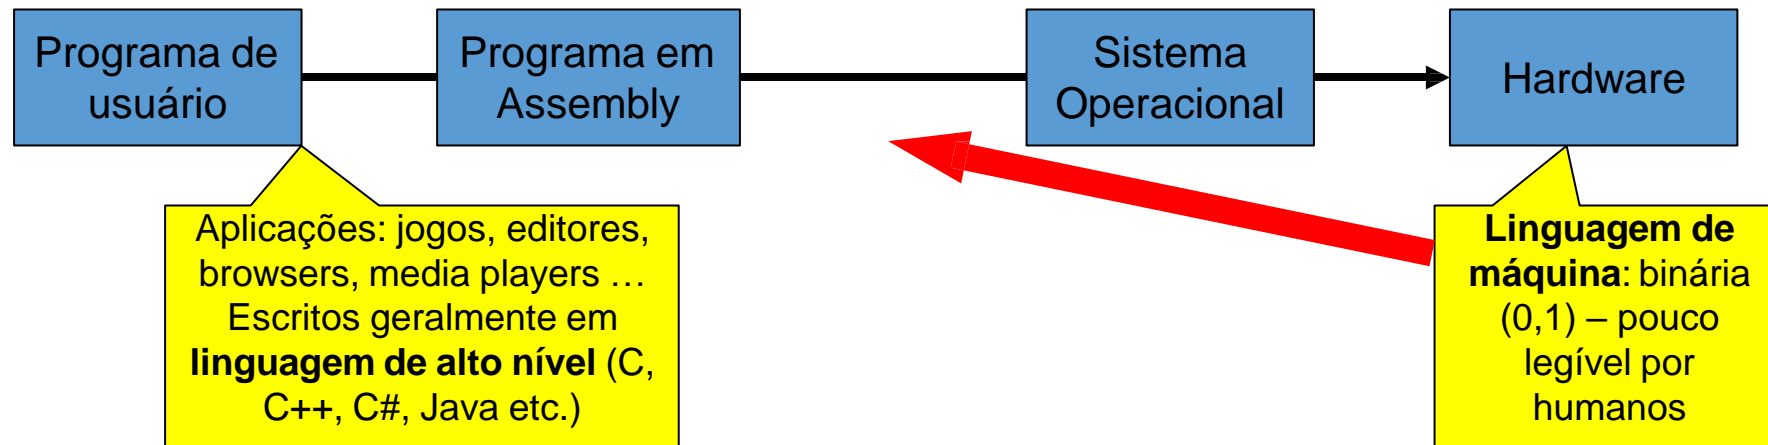 Programa de
usuário
Programa em
Assembly
Sistema
Operacional
Hardware
Aplicações: jogos, editores,
browsers, media players …
Escritos geralmente em
linguagem de alto nível (C,
C++, C#, Java etc.)
Linguagem de
máquina: binária
(0,1) – pouco
legível por
humanos